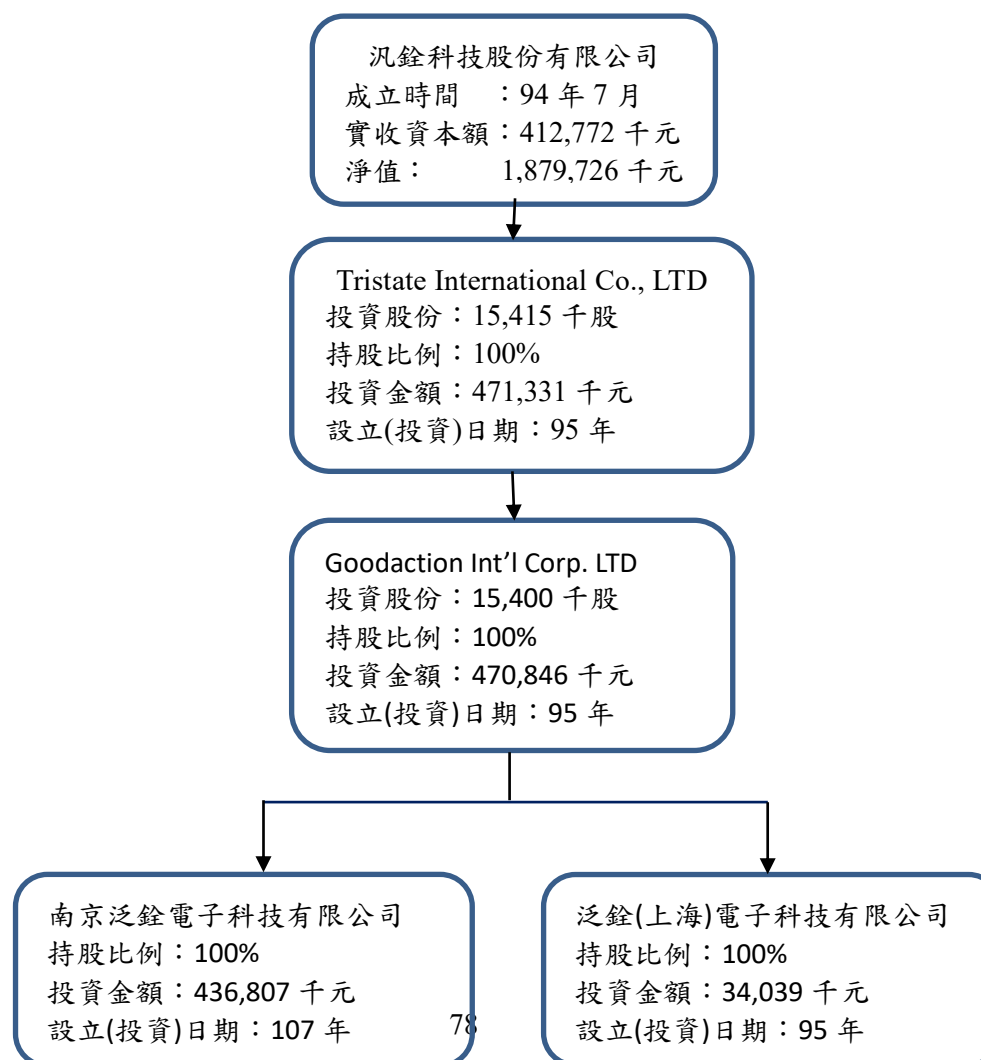 汎銓科技股份有限公司
成立時間　：94 年 7 月
實收資本額：412,772 千元
淨值：　　1,879,726 千元
Tristate International Co., LTD
投資股份：15,415 千股
持股比例：100%
投資金額：471,331 千元
設立(投資)日期：95 年
Goodaction Int’l Corp. LTD
投資股份：15,400 千股
持股比例：100%
投資金額：470,846 千元
設立(投資)日期：95 年
南京泛銓電子科技有限公司
持股比例：100%
投資金額：436,807 千元
設立(投資)日期：107 年
泛銓(上海)電子科技有限公司
持股比例：100%
投資金額：34,039 千元
設立(投資)日期：95 年
78